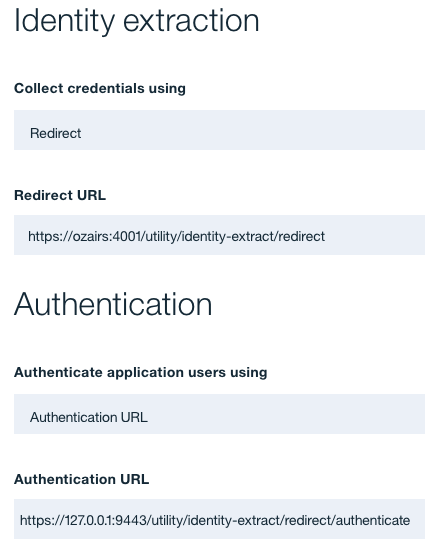 Identity extraction
Collect credentials using
Redirect
Redirect URL
https://ozairs:4001/utility/identity-extract/redirect
Authentication
Authenticate application users using
Authentication URL
Authentication URL
https://127.0.0.1:9443/utility/identity-extract/redirect/authenticate